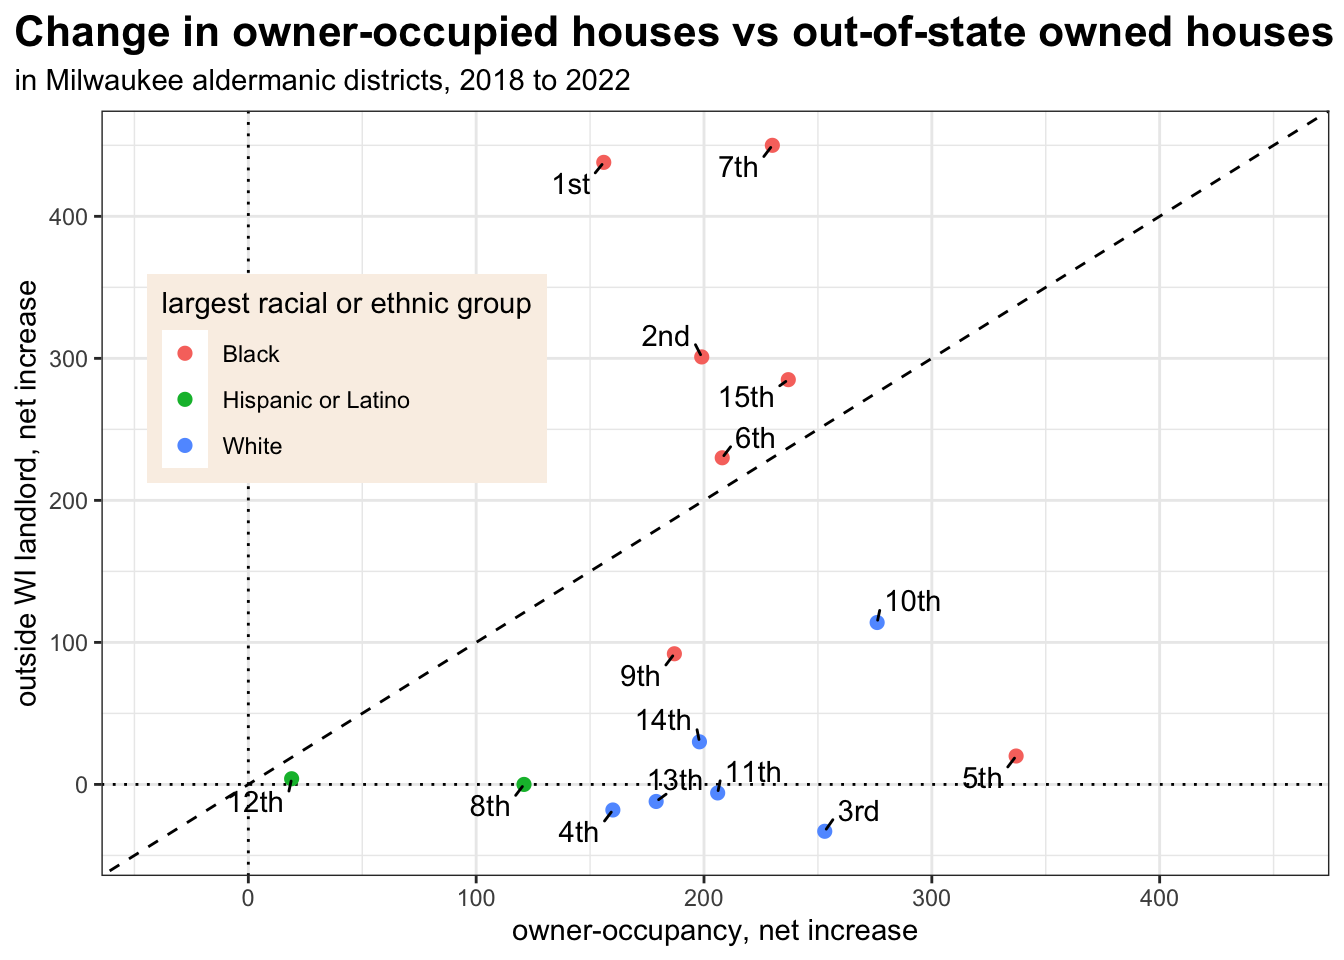 Change in owner-occupied houses vs out-of-state owned houses
in Milwaukee aldermanic districts, 2018 to 2022
outside WI landlord, net increase
400
300
200
100
0
7th
1st
largest racial or ethnic group
Black
Hispanic or Latino
White
2nd
15th
6th
10th
9th
14th
13th
11th
5th
12th
8th
4th
3rd
0
100
200
300
400
owner-occupancy, net increase